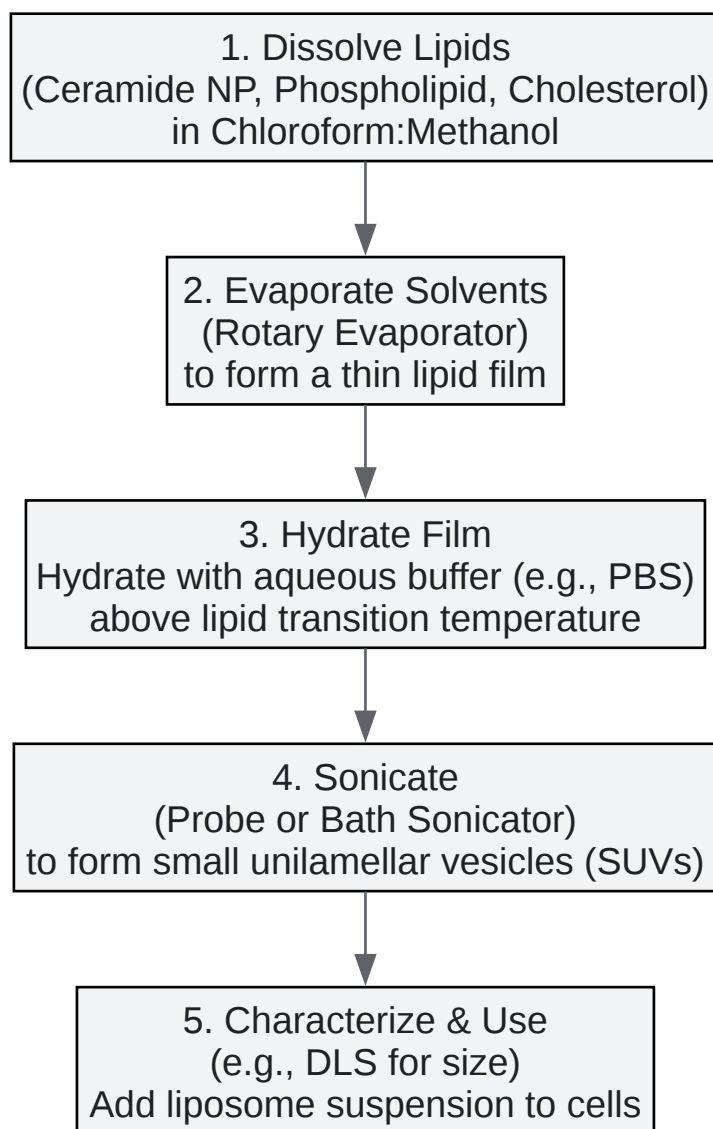 1. Dissolve Lipids
(Ceramide NP, Phospholipid, Cholesterol)
in Chloroform:Methanol
2. Evaporate Solvents
(Rotary Evaporator)
to form a thin lipid film
3. Hydrate Film
Hydrate with aqueous buffer (e.g., PBS)
above lipid transition temperature
4. Sonicate
(Probe or Bath Sonicator)
to form small unilamellar vesicles (SUVs)
5. Characterize & Use
(e.g., DLS for size)
Add liposome suspension to cells